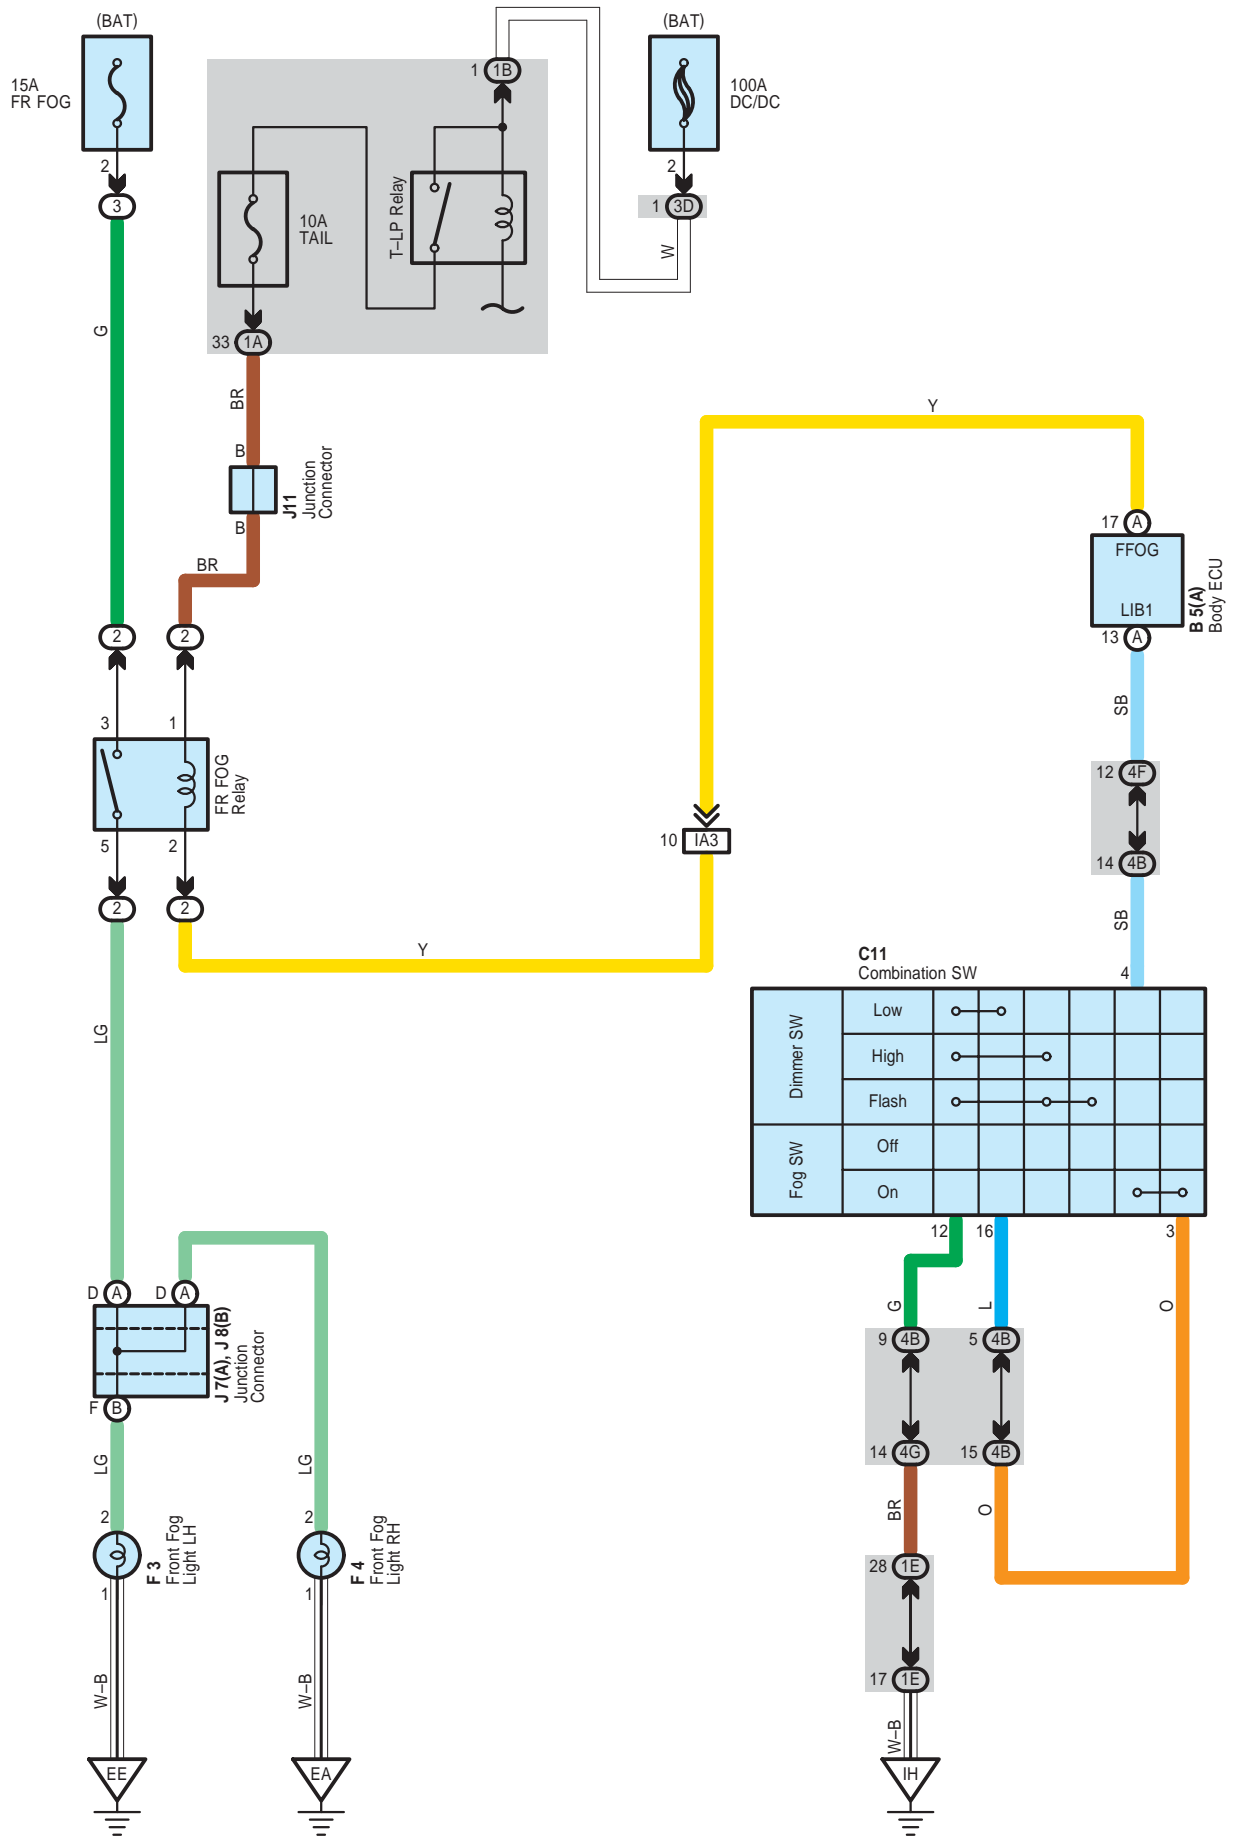 (BAT)
(BAT)
15A
FR FOG
100A
DC/DC
1
1B
2
2
3
1
3D
W
10A
TAIL
T-LP Relay
G
33
1A
BR
B
J11
Junction
Connector
B
BR
Y
17
A
FFOG
LIB1
B 5(A)
Body ECU
13
A
2
2
3
1
FR FOG
Relay
5
2
2
2
SB
12
4F
14
4B
SB
10
IA3
Y
LG
C11
Combination SW
4
Dimmer SW
Low
High
Flash
Fog SW
Off
On
12
16
3
G
L
O
D
A
D
A
J 7(A), J 8(B)
Junction
Connector
F
B
9
4B
5
4B
14
4G
15
4B
LG
LG
BR
O
2
2
F 3
Front Fog
Light LH
F 4
Front Fog
Light RH
1
1
28
1E
17
1E
W-B
W-B
W-B
EE
EA
IH